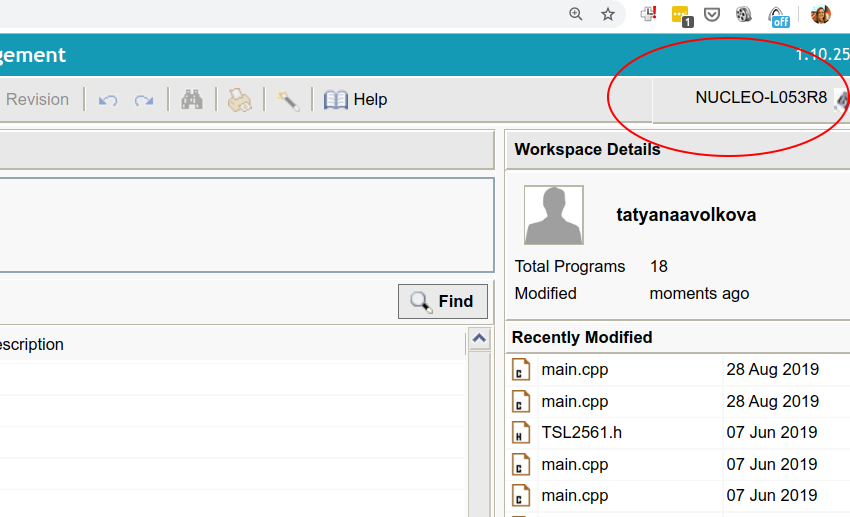 1
off
gement
1.10.25
Revision
Help
NUCLEO-L053R8
Workspace Details
tatyanaavolkova
Total Programs 18
Modified moments ago
Find
Recently Modified
escription
main.cpp 28 Aug 2019
main.cpp 28 Aug 2019
TSL2561.h 07 Jun 2019
main.cpp 07 Jun 2019
main.cpp 07 Jun 2019